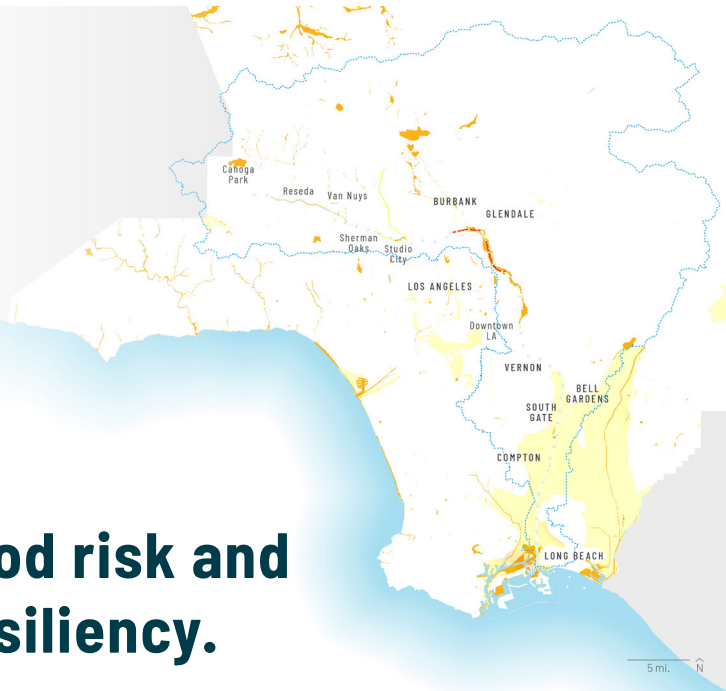 Canoga
Park
Reseda
Van Nuys
BURBANK
GLENDALE
Sherman
Oaks
Studio
City
LOS ANGELES
Downtown
LA
VERNON
BELL
GARDENS
SOUTH
GATE
COMPTON
LONG BEACH
od risk and
siliency.
5 mi.
N